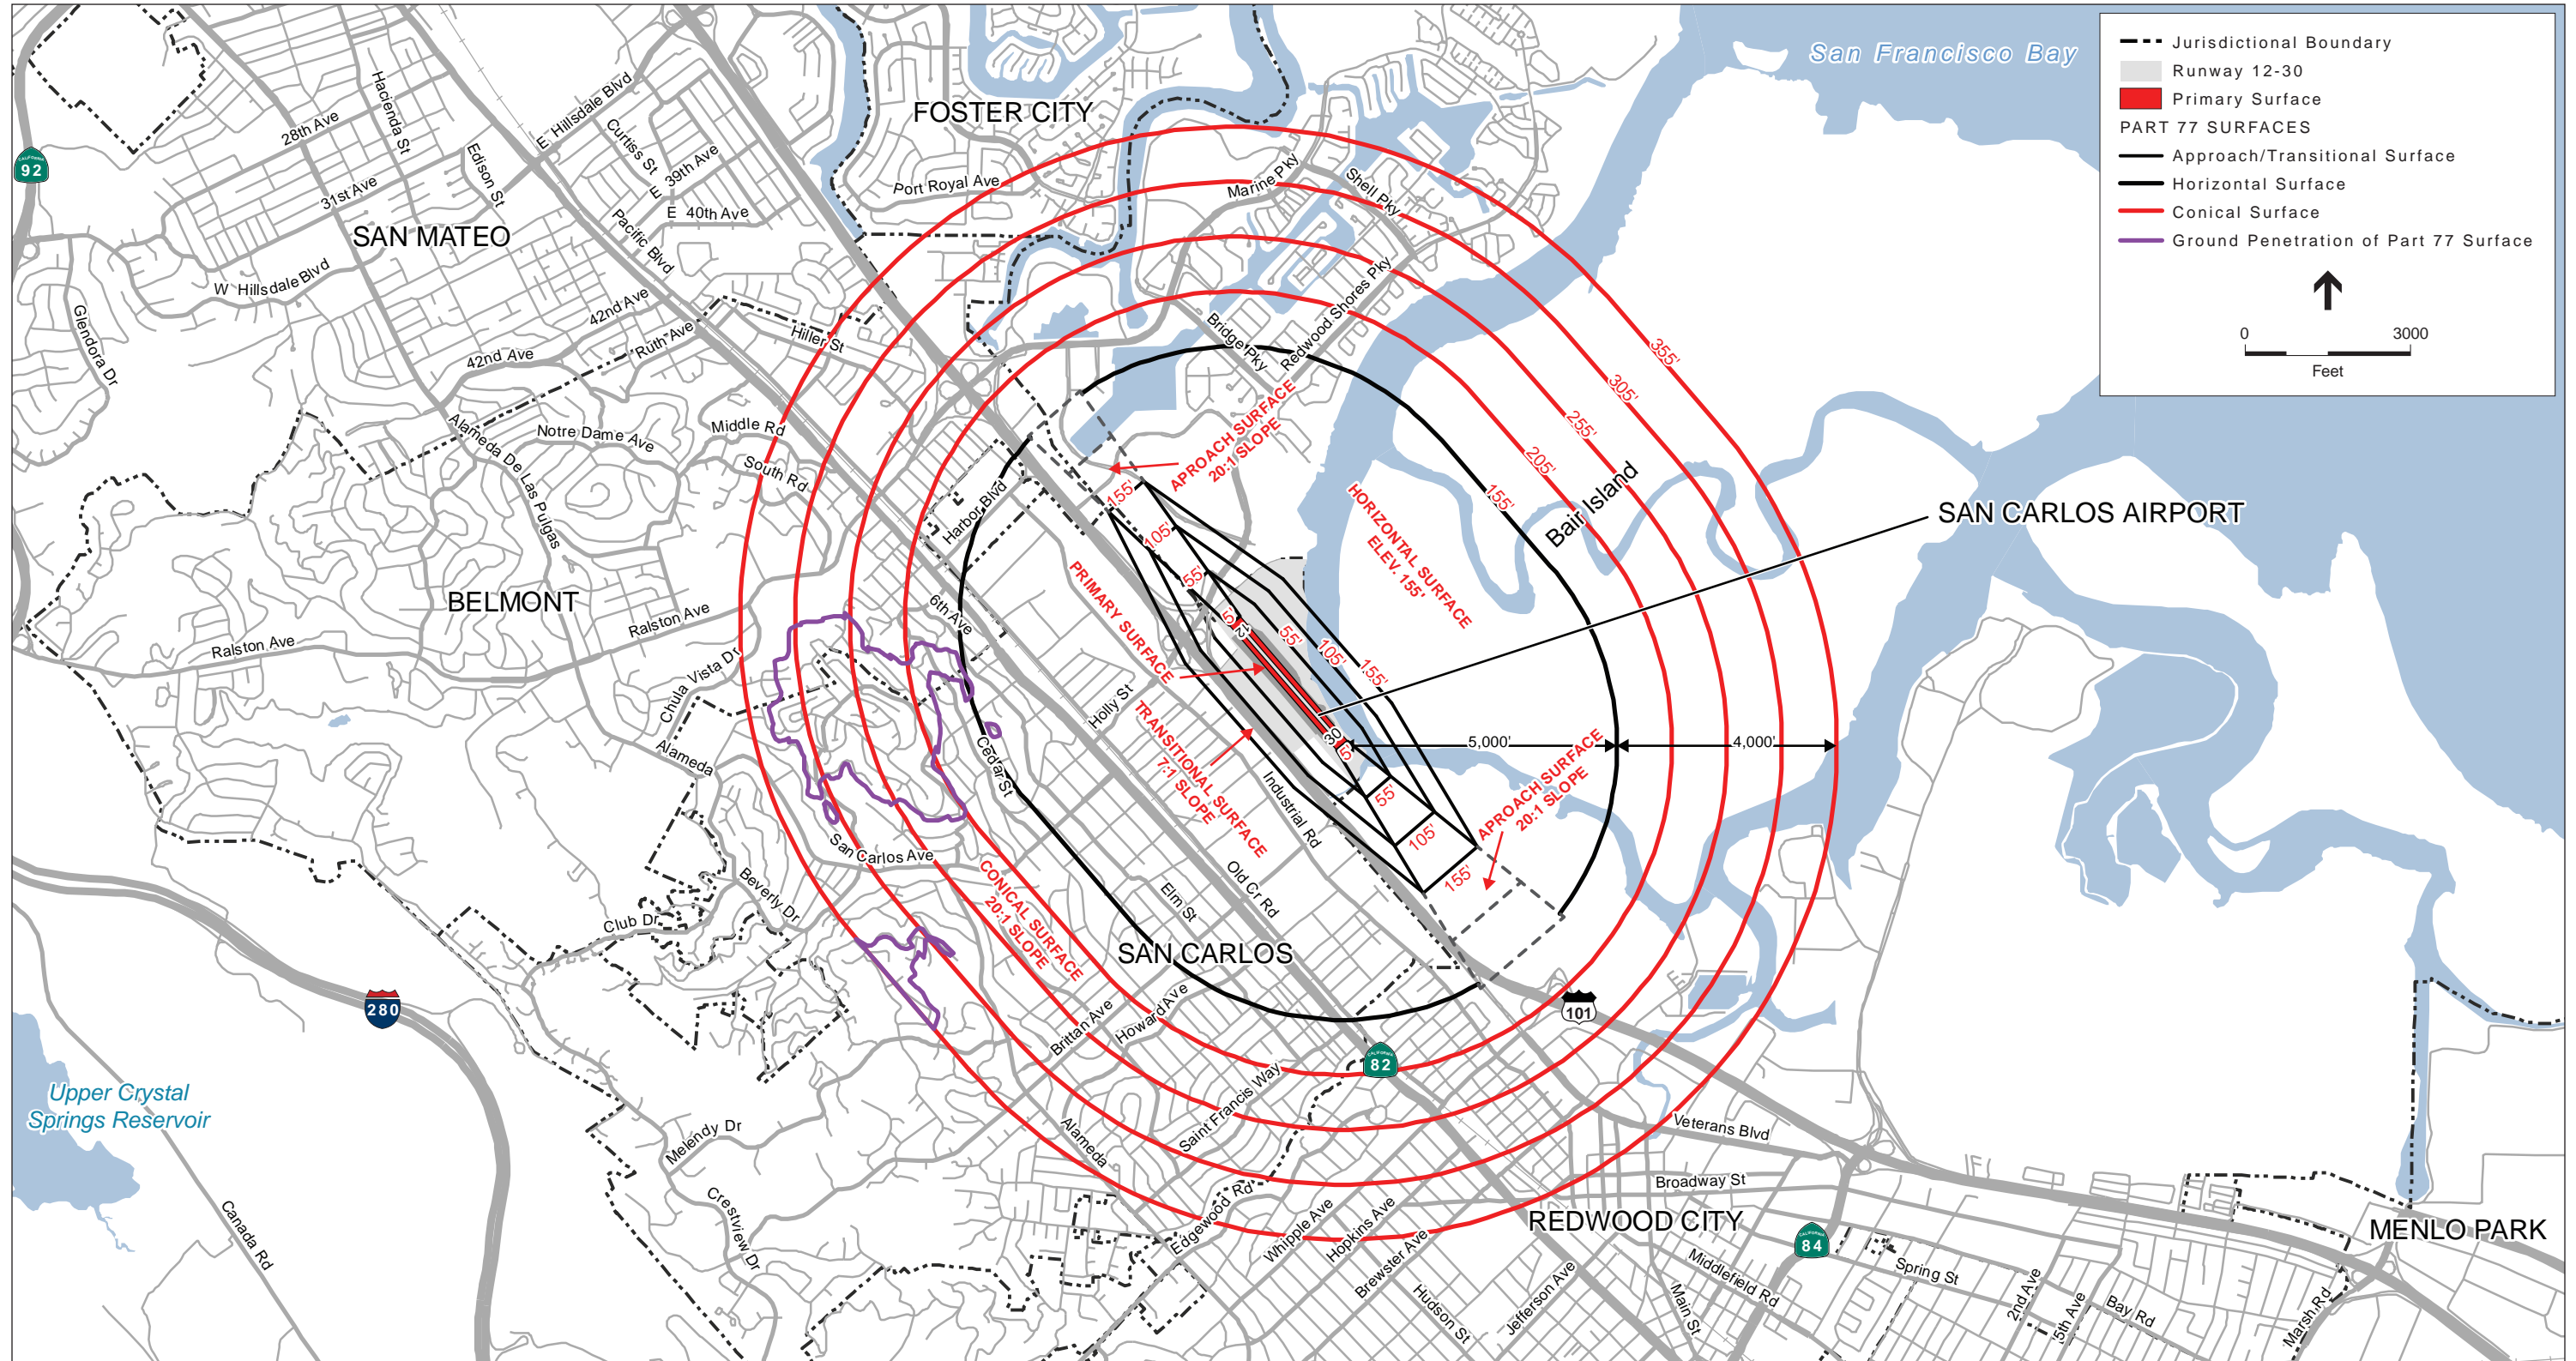 San Francisco Bay
Jurisdictional Boundary
Runway 12-30
Primary Surface
PART 77 SURFACES
Approach/Transitional Surface
Horizontal Surface
Conical Surface
Ground Penetration of Part 77 Surface
0 3000
Feet
CALIFORNIA
92
28th Ave
Hacienda St
31st Ave
Edison St
E Hillsdale Blvd
Curtiss St
E 39th Ave
E 40th Ave
Pacific Blvd
SAN MATEO
W Hillsdale Blvd
Glendora Dr
42nd Ave
42nd Ave
Ruth Ave
Hiller St
FOSTER CITY
Port Royal Ave
Marine Pky
Shell Pky
Bridge Pky
Redwood Shores Pky
355'
305'
255'
205'
155'
Bair Island
SAN CARLOS AIRPORT
Alameda De Las Pulgas
Notre Dame Ave
Middle Rd
South Rd
Harbor Blvd
APROACH SURFACE
20:1 SLOPE
155'
105'
55'
5'
12
HORIZONTAL SURFACE
ELEV. 155'
PRIMARY SURFACE
55'
105'
155'
BELMONT
Ralston Ave
Ralston Ave
6th Ave
Chula Vista Dr
Alameda
Holly St
TRANSITIONAL SURFACE
7:1 SLOPE
30
5'
5,000'
4,000'
Cedar St
Industrial Rd
55'
105'
155'
APROACH SURFACE
20:1 SLOPE
San Carlos Ave
Beverly Dr
Club Dr
CONICAL SURFACE
20:1 SLOPE
Elm St
Old Cr Rd
SAN CARLOS
280
101
CALIFORNIA
82
Brittan Ave
Howard Ave
Upper Crystal
Springs Reservoir
Melendy Dr
Alameda
Saint Francis Way
Veterans Blvd
Broadway St
Canada Rd
Crestview Dr
Edgewood Rd
Whipple Ave
Hopkins Ave
Brewster Ave
REDWOOD CITY
CALIFORNIA
84
MENLO PARK
Hudson St
Jefferson Ave
Middlefield Rd
Main St
Spring St
2nd Ave
5th Ave
Bay Rd
Marsh Rd